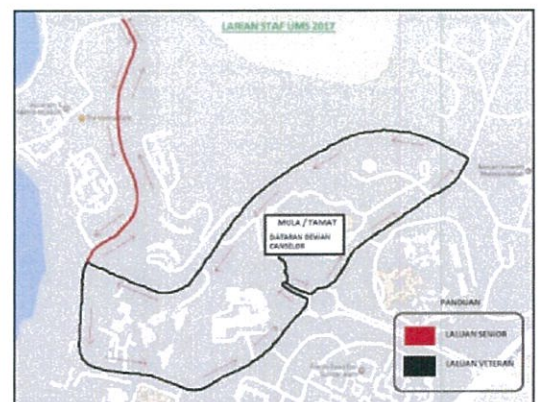 LARIAN STAF UMS 2017
MULA / TAMAT
DATARAN DEWAN
CANSELOR
PANDUAN
LALUAN SENIOR
LALUAN VETERAN